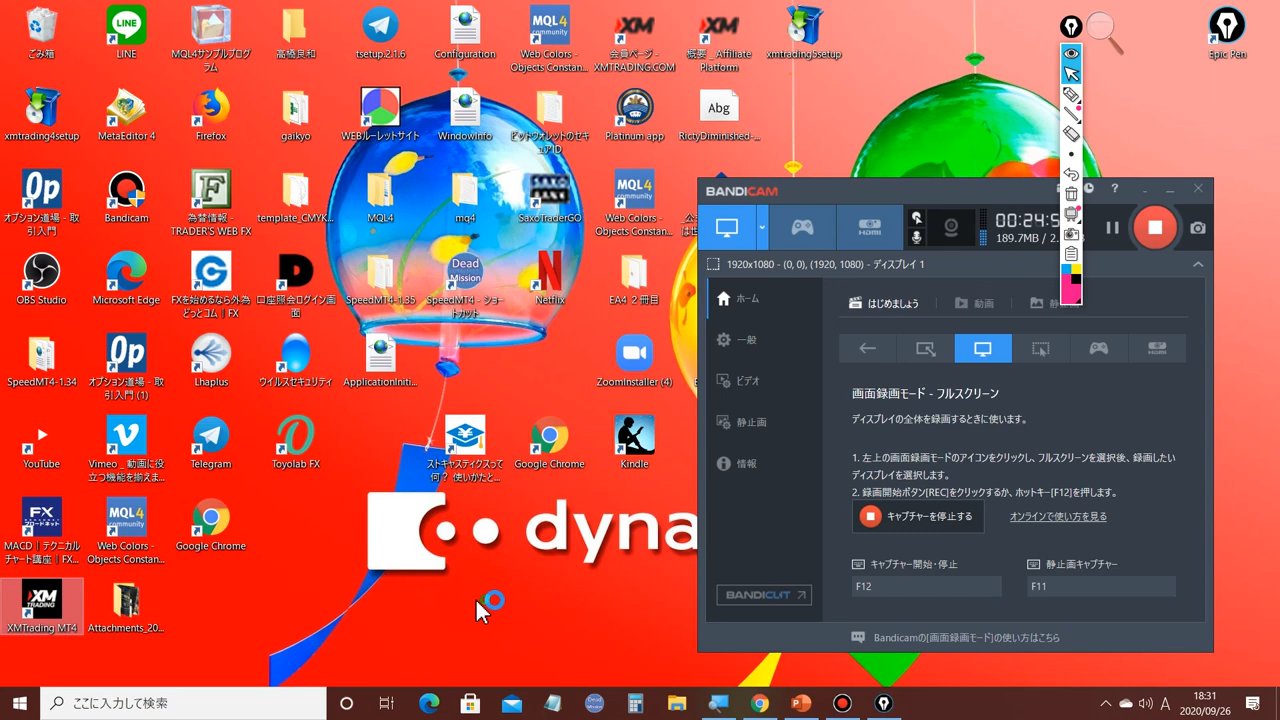 ごみ箱
LINE
MQL4サンプルプログ
ラム
高橋良和
tsetup.2.1.6
Configuration
MQL4
community
Web Colors -
Objects Constan...
XM
会員ページ -
XMTRADING.COM
XM
概要 _ Affiliate
Platform
xmtrading5setup
Epic Pen
xmtrading4setup
MetaEditor 4
Firefox
gaikyo
WEBルーレットサイト
WindowInfo
ビットウォレットのセキ
ュアID
Platinum app
Abg
RictyDiminished-...
Op
オプション道場 - 取
引入門
Bandicam
為替情報 -
TRADER'S WEB FX
template_CMYK...
MQL4
mq4
SAXO
BANK
SaxoTraderGO
MQL4
community
Web Colors -
Objects Constan...
OBS Studio
Microsoft Edge
FXを始めるなら外為
どっとコム｜FX
口座照会ログイン画
面
SpeedMT4-1.35
Dead
Mission
SpeedMT4 - ショー
トカット
Netflix
EA4 2冊目
SpeedMT4-1.34
Op
オプション道場 - 取
引入門 (1)
Lhaplus
ウイルスセキュリティ
ApplicationIniti...
ZoomInstaller (4)
YouTube
Vimeo _ 動画に役
立つ機能を揃えま...
Telegram
Toyolab FX
ストキャスティクスって
何？ 使いかたと...
Google Chrome
Kindle
FX
MACD｜テクニカル
チャート講座｜FX...
MQL4
community
Web Colors -
Objects Constan...
Google Chrome
XM
TRADING
XMTrading MT4
Attachments_20...
dyna
BANDICAM
HDMI
00:24:5
189.7MB / 2.
1920x1080 - (0, 0), (1920, 1080) - ディスプレイ 1
ホーム
一般
ビデオ
静止画
情報
はじめましょう
動画
HDMI
画面録画モード - フルスクリーン
ディスプレイの全体を録画するときに使います。
1. 左上の画面録画モードのアイコンをクリックし、フルスクリーンを選択後、録画したい
ディスプレイを選択します。
2. 録画開始ボタン[REC]をクリックするか、ホットキー[F12]を押します。
キャプチャーを停止する
オンラインで使い方を見る
キャプチャー開始・停止
F12
静止画キャプチャー
F11
BANDICUT
Bandicamの[画面録画モード]の使い方はこちら
ここに入力して検索
A
18:31
2020/09/26